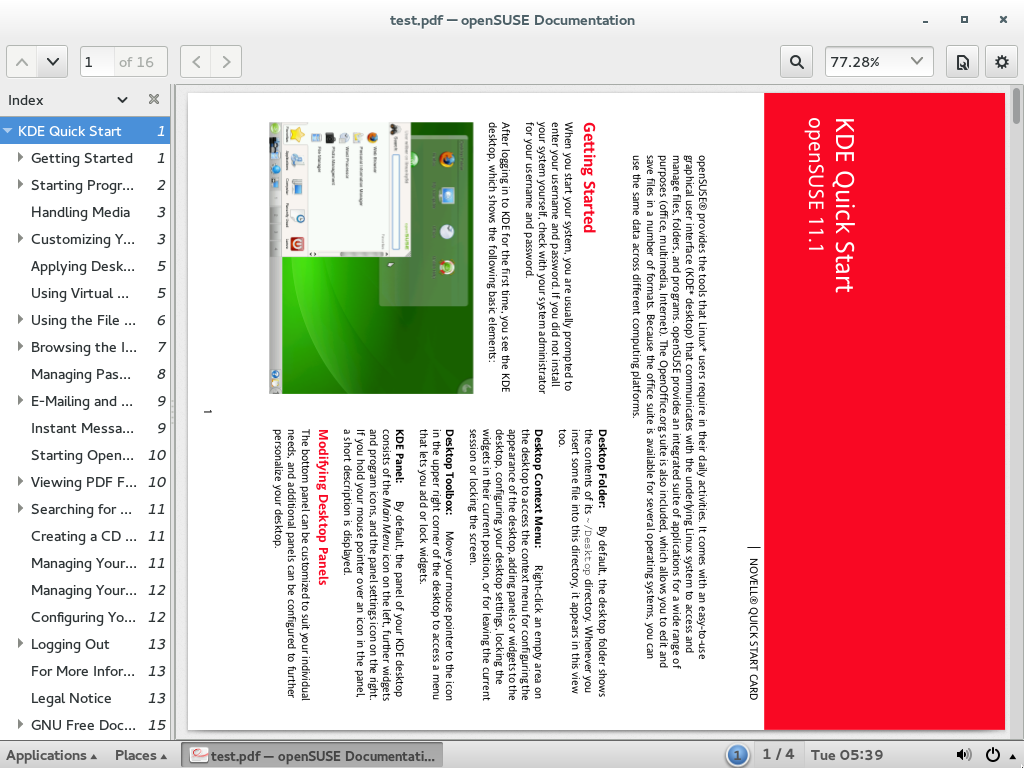 test.pdf — openSUSE Documentation
1
of 16
77.28%
Index
KDE Quick Start 1
Getting Started 1
Starting Progr... 2
Handling Media 3
Customizing Y... 3
Applying Desk... 5
Using Virtual ... 5
Using the File ... 6
Browsing the I... 7
Managing Pas... 8
E-Mailing and ... 9
Instant Messa... 9
Starting Open... 10
Viewing PDF F... 10
Searching for ... 11
Creating a CD ... 11
Managing Your... 11
Managing Your... 12
Configuring Yo... 12
Logging Out 13
For More Infor... 13
Legal Notice 13
GNU Free Doc... 15
KDE Quick Start
openSUSE 11.1
NOVELL® QUICK START CARD
openSUSE® provides the tools that Linux* users require in their daily activities. It comes with an easy-to-use
graphical user interface (KDE* desktop) that communicates with the underlying Linux system to access and
manage files, folders, and programs. openSUSE provides an integrated suite of applications for a wide range of
purposes (office, multimedia, Internet). The OpenOffice.org suite is also included, which allows you to edit and
save files in a number of formats. Because the office suite is available for several operating systems, you can
use the same data across different computing platforms.
Getting Started
When you start your system, you are usually prompted to
enter your username and password. If you did not install
your system yourself, check with your system administrator
for your username and password.
After logging in to KDE for the first time, you see the KDE
desktop, which shows the following basic elements:
Desktop Folder: By default, the desktop folder shows
the contents of its ~/Desktop directory. Whenever you
insert some file into this directory, it appears in this view
too.
Desktop Context Menu: Right-click an empty area on
the desktop to access the context menu for configuring the
appearance of the desktop, adding panels or widgets to the
desktop, configuring your desktop settings, locking the
widgets in their current position, or for leaving the current
session or locking the screen.
Desktop Toolbox: Move your mouse pointer to the icon
in the upper right corner of the desktop to access a menu
that lets you add or lock widgets.
KDE Panel: By default, the panel of your KDE desktop
consists of the Main Menu icon on the left, further widgets
and program icons, and the panel settings icon on the right.
If you hold your mouse pointer over an icon in the panel,
a short description is displayed.
Modifying Desktop Panels
The bottom panel can be customized to suit your individual
needs, and additional panels can be configured to further
personalize your desktop.
1
Applications
Places
test.pdf — openSUSE Documentati...
1
1 / 4
Tue 05:39